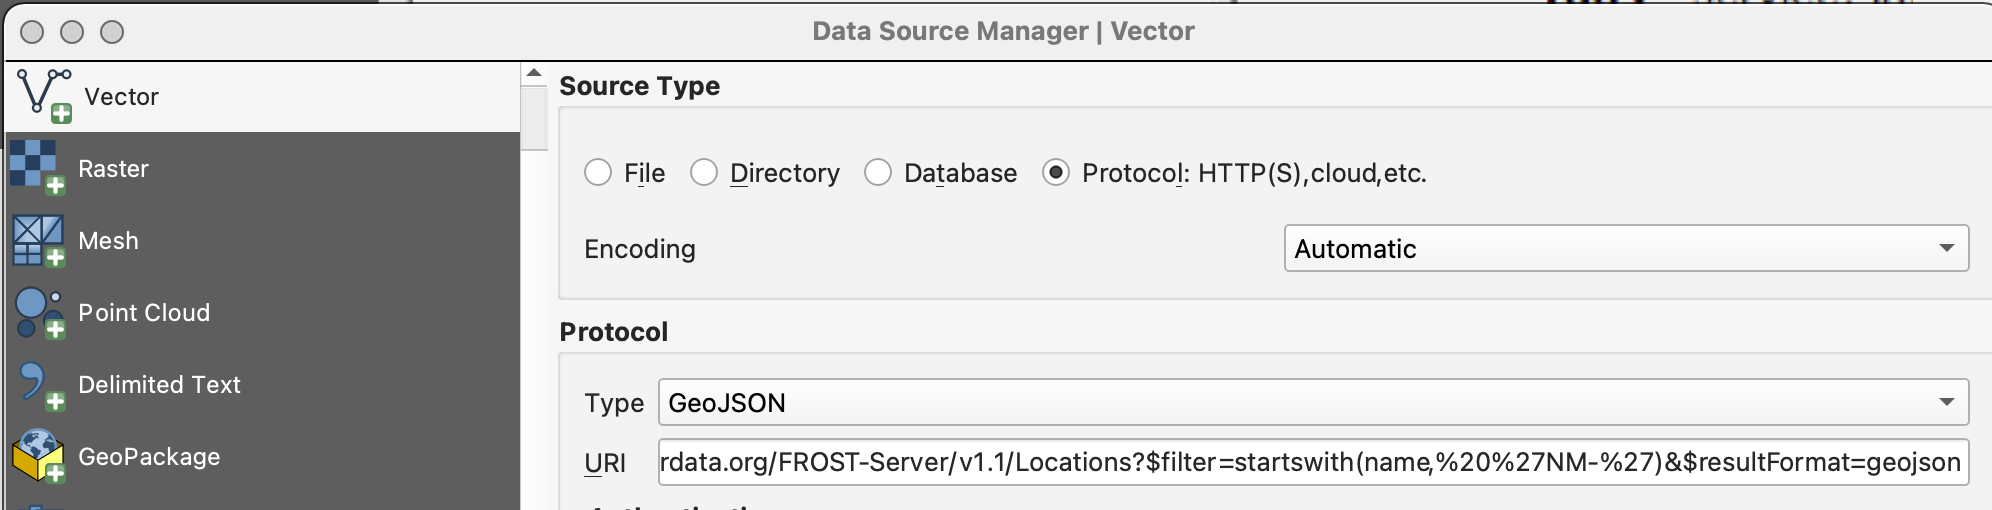 Data Source Manager | Vector
Vector
Raster
Mesh
Point Cloud
Delimited Text
GeoPackage
Source Type
File Directory Database Protocol: HTTP(S),cloud,etc.
Encoding Automatic
Protocol
Type GeoJSON
URI rdata.org/FROST-Server/v1.1/Locations?$filter=startswith(name,%20%27NM-%27)&$resultFormat=geojson